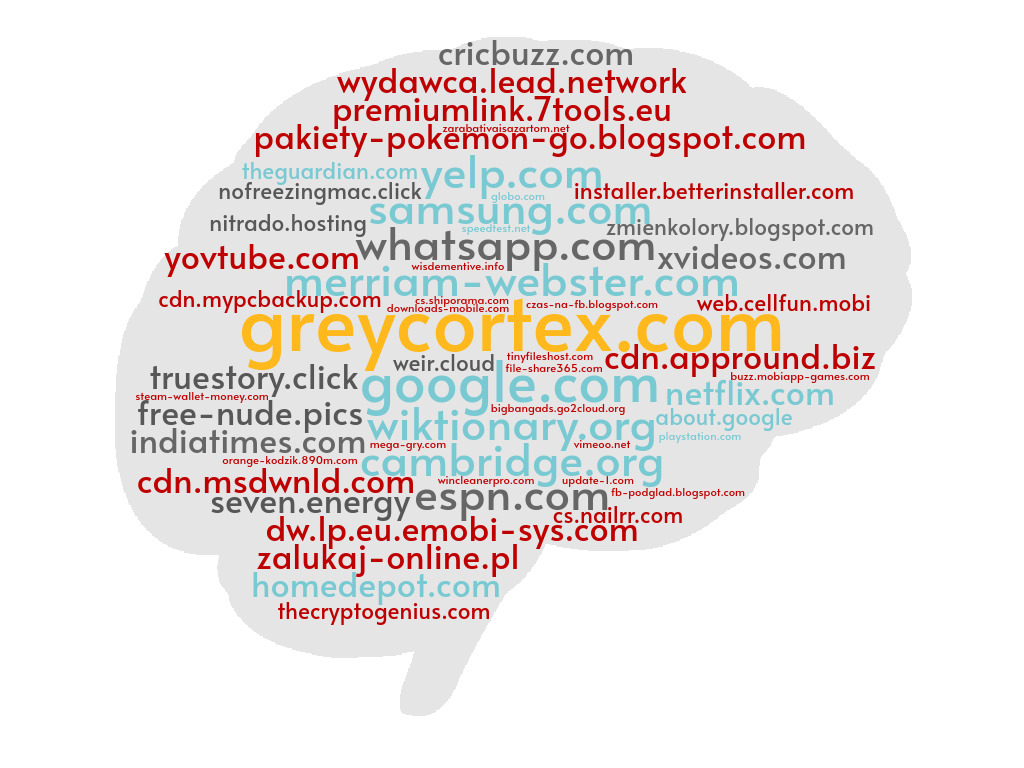 cricbuzz.com
wydawca.lead.network
premiumlink.7tools.eu
zarabativaisazartom.net
pakiety-pokemon-go.blogspot.com
theguardian.com
yelp.com
nofreezingmac.click
globo.com
installer.betterinstaller.com
samsung.com
nitrado.hosting
speedtest.net
zmienkolory.blogspot.com
whatsapp.com
yovtube.com
xvideos.com
wisdementive.info
merriam-webster.com
cdn.mypcbackup.com
cs.shiporama.com
czas-na-fb.blogspot.com
web.cellfun.mobi
downloads-mobile.com
greycortex.com
weir.cloud
tinyfileshost.com
cdn.appround.biz
file-share365.com
truestory.click
google.com
buzz.mobiapp-games.com
netflix.com
steam-wallet-money.com
free-nude.pics
bigbangads.go2cloud.org
wiktionary.org
about.google
playstation.com
indiatimes.com
mega-gry.com
vimeoo.net
orange-kodzik.890m.com
cambridge.org
cdn.msdwnld.com
wincleanerpro.com
update-1.com
seven.energy
espn.com
fb-podglad.blogspot.com
cs.nailrr.com
dw.lp.eu.emobi-sys.com
zalukaj-online.pl
homedepot.com
thecryptogenius.com